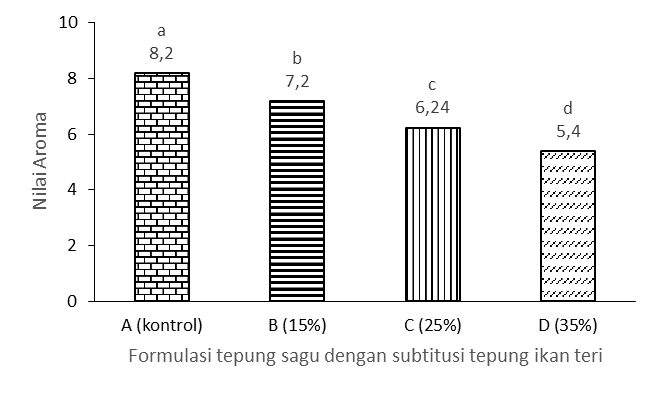 10
8
6
4
2
0
Nilai Aroma
a
8,2
b
7,2
c
6,24
d
5,4
A (kontrol)
B (15%)
C (25%)
D (35%)
Formulasi tepung sagu dengan subtitusi tepung ikan teri